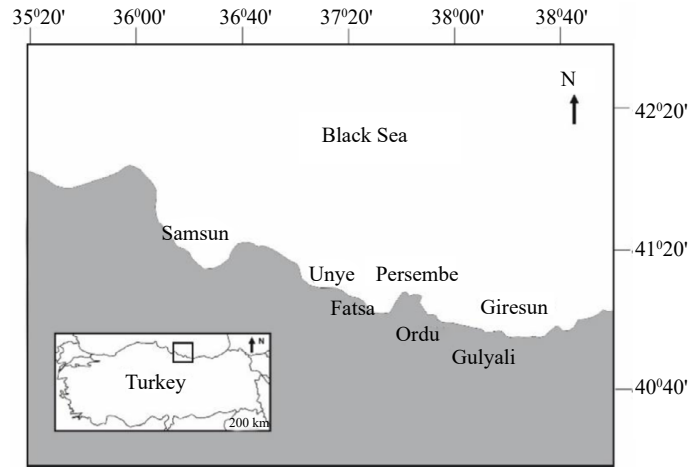 35⁰20' 36⁰00' 36⁰40' 37⁰20' 38⁰00' 38⁰40'
N
42⁰20'
Black Sea
Samsun
41⁰20'
Unye Persembe
Fatsa Giresun
Ordu
Gulyali
N
Turkey
40⁰40'
200 km